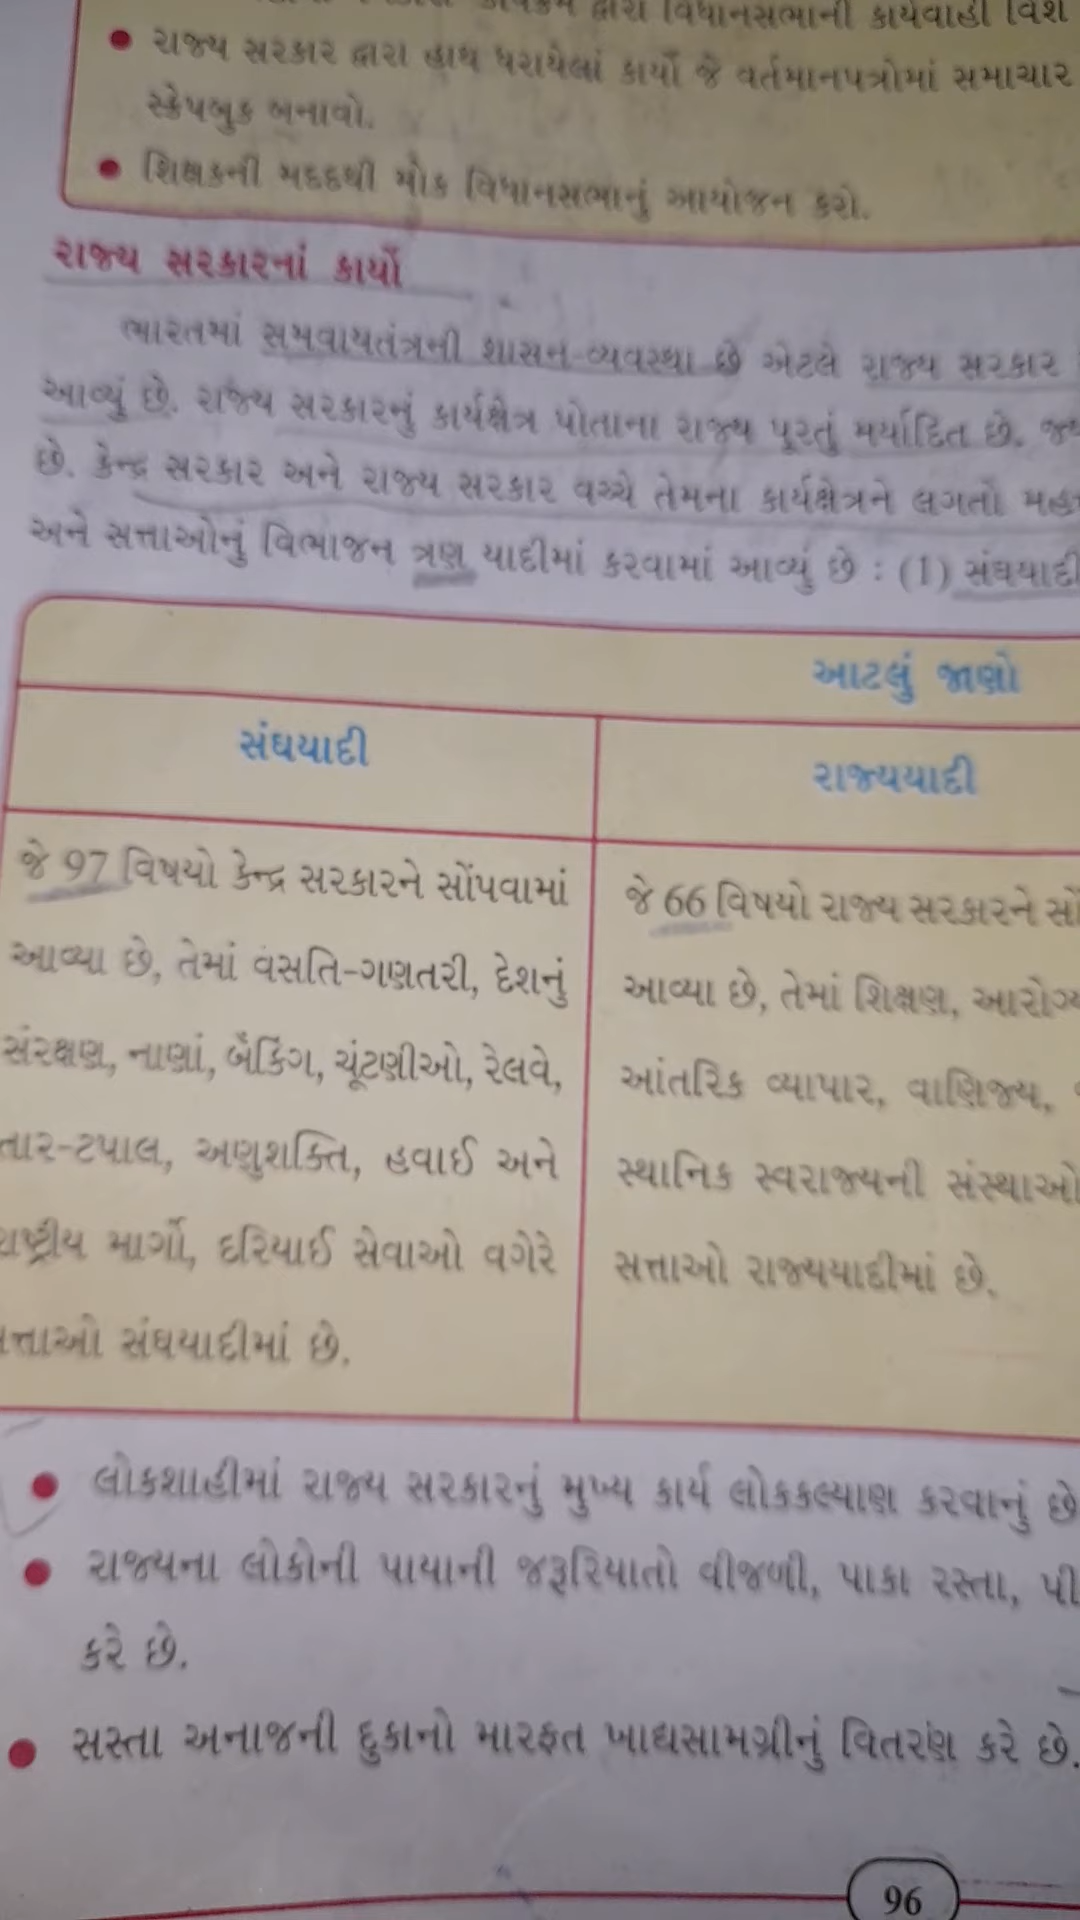 દ્વારા વિધાનસભાની કાર્યવાહી વિશે
• રાજ્ય સરકાર દ્વારા હાથ ધરાયેલાં કાર્યો જે વર્તમાનપત્રોમાં સમાચાર
સ્ક્રેપબુક બનાવો.
• શિક્ષકની મદદથી મોક વિધાનસભાનું આયોજન કરો.
રાજ્ય સરકારનાં કાર્યો
ભારતમાં સમવાયતંત્રની શાસન-વ્યવસ્થા છે એટલે રાજ્ય સરકાર
આવ્યું છે. રાજ્ય સરકારનું કાર્યક્ષેત્ર પોતાના રાજ્ય પૂરતું મર્યાદિત છે.
છે. કેન્દ્ર સરકાર અને રાજ્ય સરકાર વચ્ચે તેમના કાર્યક્ષેત્રને લગતો
અને સત્તાઓનું વિભાજન ત્રણ યાદીમાં કરવામાં આવ્યું છે : (1) સંઘયાદી
આટલું જાણો
સંઘયાદી
રાજ્યયાદી
જે 97 વિષયો કેન્દ્ર સરકારને સોંપવામાં
આવ્યા છે, તેમાં વસતિ-ગણતરી, દેશનું
સંરક્ષણ, નાણાં, બૅંકિંગ, ચૂંટણીઓ, રેલવે,
તાર-ટપાલ, અણુશક્તિ, હવાઈ અને
રાષ્ટ્રીય માર્ગો, દરિયાઈ સેવાઓ વગેરે
સત્તાઓ સંઘયાદીમાં છે.
જે 66 વિષયો રાજ્ય સરકારને
આવ્યા છે, તેમાં શિક્ષણ, આરોગ્ય
આંતરિક વ્યાપાર, વાણિજ્ય,
સ્થાનિક સ્વરાજ્યની સંસ્થાઓ
સત્તાઓ રાજ્યયાદીમાં છે.
• લોકશાહીમાં રાજ્ય સરકારનું મુખ્ય કાર્ય લોકકલ્યાણ કરવાનું છે
• રાજ્યના લોકોની પાયાની જરૂરિયાતો વીજળી, પાકા રસ્તા,
કરે છે.
• સસ્તા અનાજની દુકાનો મારફત ખાદ્યસામગ્રીનું વિતરણ કરે છે.
96